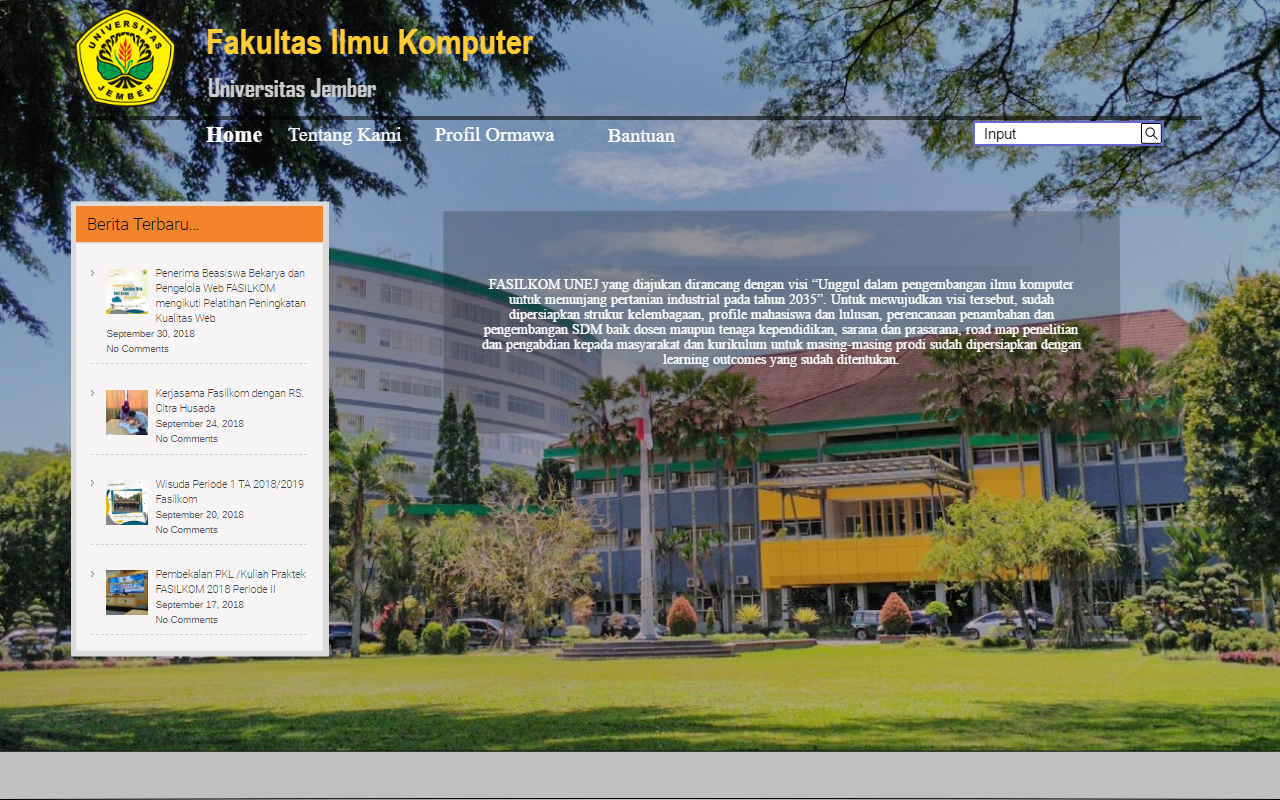 UNIVERSITAS
JEMBER
Fakultas Ilmu Komputer
Universitas Jember
Home Tentang Kami Profil Ormawa Bantuan
Input
Berita Terbaru...
Penerima Beasiswa Bekarya dan
Pengelola Web FASILKOM
mengikuti Pelatihan Peningkatan
Kualitas Web
September 30, 2018
No Comments
Kerjasama Fasilkom dengan RS.
Citra Husada
September 24, 2018
No Comments
Wisuda Periode 1 TA 2018/2019
Fasilkom
September 20, 2018
No Comments
Pembekalan PKL /Kuliah Praktek
FASILKOM 2018 Periode II
September 17, 2018
No Comments
FASILKOM UNEJ yang diajukan dirancang dengan visi “Unggul dalam pengembangan ilmu komputer
untuk menunjang pertanian industrial pada tahun 2035”. Untuk mewujudkan visi tersebut, sudah
dipersiapkan strukur kelembagaan, profile mahasiswa dan lulusan, perencanaan penambahan dan
pengembangan SDM baik dosen maupun tenaga kependidikan, sarana dan prasarana, road map penelitian
dan pengabdian kepada masyarakat dan kurikulum untuk masing-masing prodi sudah dipersiapkan dengan
learning outcomes yang sudah ditentukan.